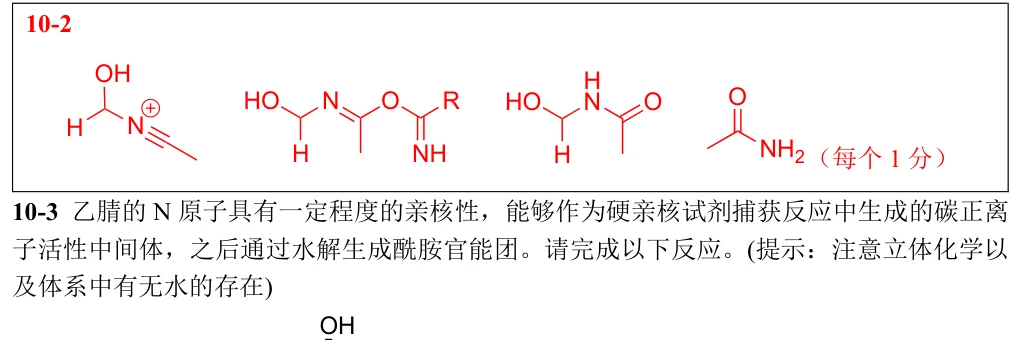 10-2
OH
H
N
⊕
HO
N
O
R
H
NH
HO
H
N
O
H
O
NH2
(每个 1 分)
10-3 乙腈的 N 原子具有一定程度的亲核性，能够作为硬亲核试剂捕获反应中生成的碳正离
子活性中间体，之后通过水解生成酰胺官能团。请完成以下反应。(提示：注意立体化学以
及体系中有无水的存在)
OH